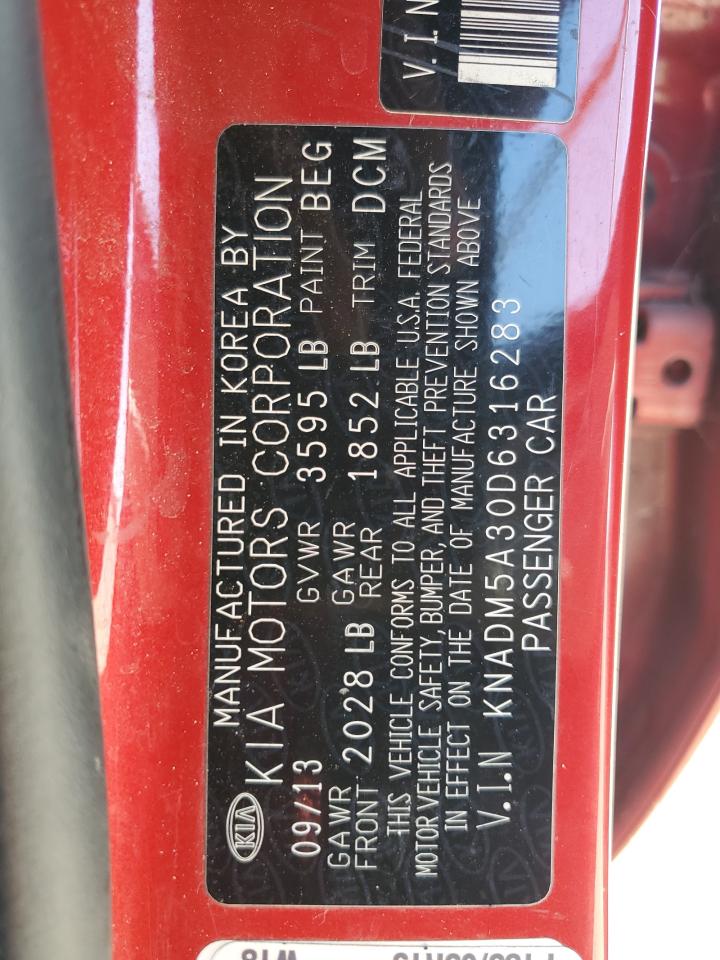 V.I.N
MANUFACTURED IN KOREA BY
KIA KIA MOTORS CORPORATION
09/13 GVWR 3595 LB PAINT BEG
GAWR FRONT 2028 LB GAWR REAR 1852 LB TRIM DCM
THIS VEHICLE CONFORMS TO ALL APPLICABLE U.S.A. FEDERAL
MOTOR VEHICLE SAFETY, BUMPER, AND THEFT PREVENTION STANDARDS
IN EFFECT ON THE DATE OF MANUFACTURE SHOWN ABOVE
V.I.N KNADM5A30D6316283
PASSENGER CAR